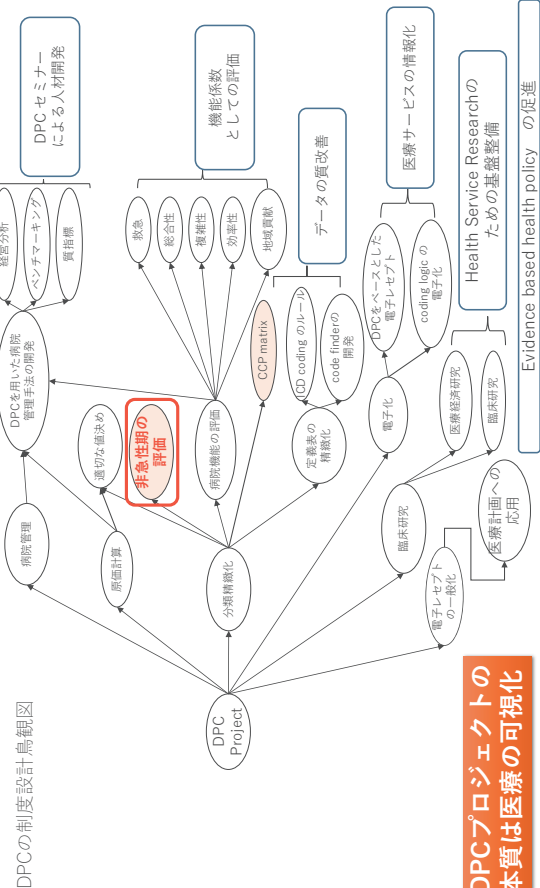 DPCの制度設計鳥観図
DPC
Project
病院管理
原価計算
分類精緻化
電子化
臨床研究
電子レセプト
の一般化
DPCを用いた病院
管理手法の開発
適切な値決め
非急性期の
評価
病院機能の評価
CCP matrix
定義表の
精緻化
医療計画への
応用
経営分析
ベンチマーキング
質指標
救急
総合性
複雑性
効率性
地域貢献
ICD coding のルール
code finderの
開発
DPCをベースとした
電子レセプト
coding logic の
電子化
医療経済研究
臨床研究
DPC セミナー
による人材開発
機能係数
としての評価
データの質改善
医療サービスの情報化
Health Service Researchの
ための基盤整備
Evidence based health policy の促進
DPCプロジェクトの
本質は医療の可視化